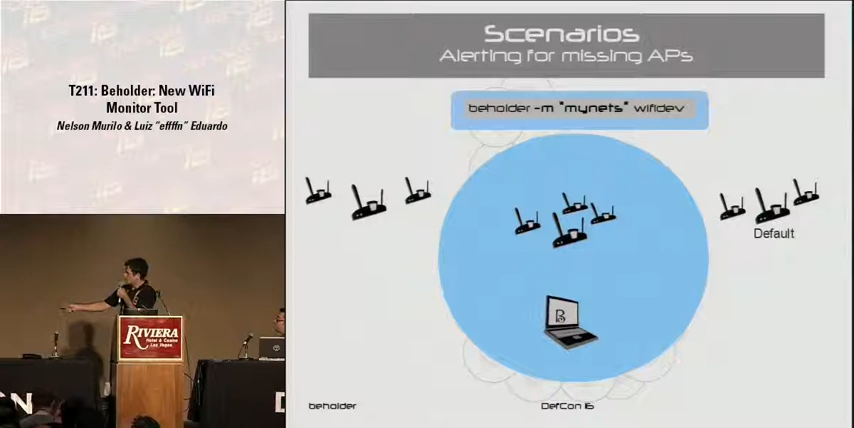 T211: Beholder: New WiFi
Monitor Tool
Nelson Murilo & Luiz "effffn" Eduardo
Scenarios
Alerting for missing APs
beholder -m "mynets" wifidev
Default
B
beholder
DefCon 16
RIVIERA
Hotel & Casino
Las Vegas
N
D